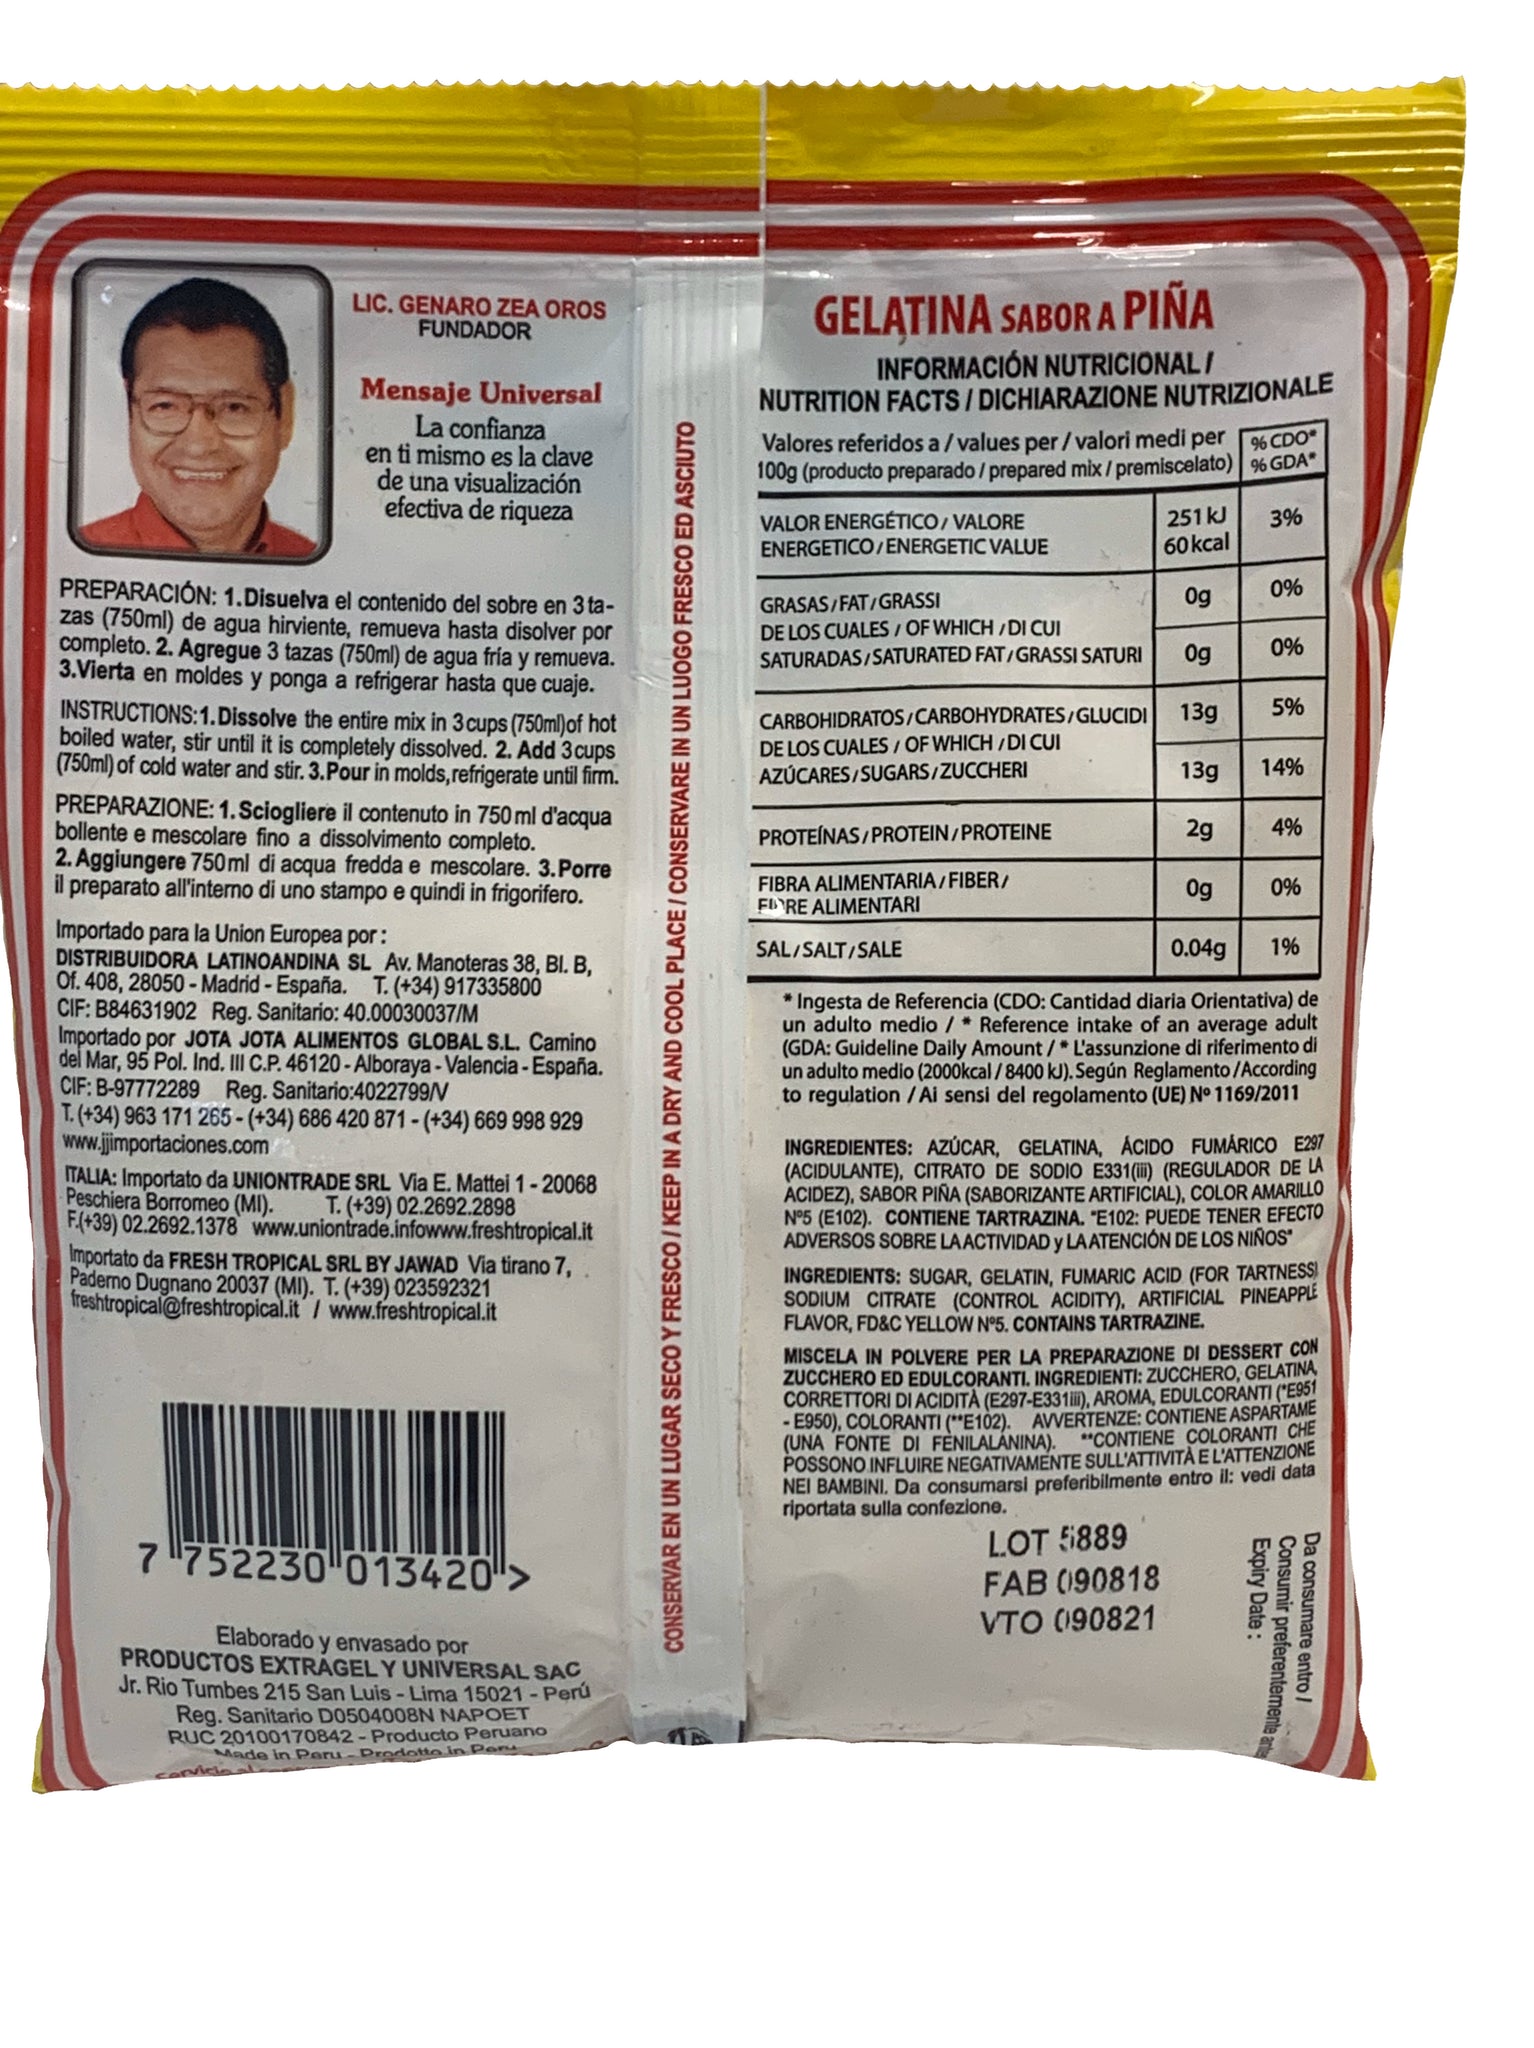 LIC. GENARO ZEA OROS
FUNDADOR
Mensaje Universal
La confianza
en ti mismo es la clave
de una visualización
efectiva de riqueza
PREPARACIÓN: 1.Disuelva el contenido del sobre en 3 ta-
zas (750ml) de agua hirviente, remueva hasta disolver por
completo. 2. Agregue 3 tazas (750ml) de agua fría y remueva.
3.Vierta en moldes y ponga a refrigerar hasta que cuaje.
INSTRUCTIONS:1.Dissolve the entire mix in 3 cups (750ml)of hot
boiled water, stir until it is completely dissolved. 2. Add 3 cups
(750ml) of cold water and stir. 3.Pour in molds, refrigerate until firm.
PREPARAZIONE: 1. Sciogliere il contenuto in 750 ml d'acqua
bollente e mescolare fino a dissolvimento completo.
2. Aggiungere 750 ml di acqua fredda e mescolare. 3.Porre
il preparato all'interno di uno stampo e quindi in frigorifero.
Importado para la Union Europea por :
DISTRIBUIDORA LATINOANDINA SL Av. Manoteras 38, Bl. B,
Of. 408, 28050 - Madrid - España. T. (+34) 917335800
CIF: B84631902 Reg. Sanitario: 40.00030037/M
Importado por JOTA JOTA ALIMENTOS GLOBAL S.L. Camino
del Mar, 95 Pol. Ind. III C.P. 46120 - Alboraya - Valencia - España.
CIF: B-97772289 Reg. Sanitario:4022799/V
T. (+34) 963 171 265 - (+34) 686 420 871 - (+34) 669 998 929
www.jjimportaciones.com
ITALIA: Importato da UNIONTRADE SRL Via E. Mattei 1 - 20068
Peschiera Borromeo (MI). T. (+39) 02.2692.2898
F.(+39) 02.2692.1378 www.uniontrade.infowww.freshtropical.it
Importato da FRESH TROPICAL SRL BY JAWAD Via tirano 7,
Paderno Dugnano 20037 (MI). T. (+39) 023592321
freshtropical@freshtropical.it / www.freshtropical.it
7 752230 013420 >
Elaborado y envasado por
PRODUCTOS EXTRAGEL Y UNIVERSAL SAC
Jr. Rio Tumbes 215 San Luis - Lima 15021 - Perú
Reg. Sanitario D0504008N NAPOET
RUC 20100170842 - Producto Peruano
Made in Peru - Prodotto in Peru
CONSERVAR EN UN LUGAR SECO Y FRESCO / KEEP IN A DRY AND COOL PLACE / CONSERVARE IN UN LUOGO FRESCO ED ASCIUTO
GELATINA SABOR A PIÑA
INFORMACIÓN NUTRICIONAL /
NUTRITION FACTS / DICHIARAZIONE NUTRIZIONALE
Valores referidos a / values per / valori medi per % CDO*
100g (producto preparado / prepared mix / premiscelato) % GDA*
VALOR ENERGÉTICO / VALORE 251 kJ 3%
ENERGETICO / ENERGETIC VALUE 60 kcal
GRASAS / FAT / GRASSI 0g 0%
DE LOS CUALES / OF WHICH / DI CUI
SATURADAS / SATURATED FAT / GRASSI SATURI 0g 0%
CARBOHIDRATOS / CARBOHYDRATES / GLUCIDI 13g 5%
DE LOS CUALES / OF WHICH / DI CUI
AZÚCARES / SUGARS / ZUCCHERI 13g 14%
PROTEÍNAS / PROTEIN / PROTEINE 2g 4%
FIBRA ALIMENTARIA / FIBER / 0g 0%
FIBRE ALIMENTARI
SAL / SALT / SALE 0.04g 1%
* Ingesta de Referencia (CDO: Cantidad diaria Orientativa) de
un adulto medio / * Reference intake of an average adult
(GDA: Guideline Daily Amount / * L'assunzione di riferimento di
un adulto medio (2000kcal / 8400 kJ). Según Reglamento / According
to regulation / Ai sensi del regolamento (UE) Nº 1169/2011
INGREDIENTES: AZÚCAR, GELATINA, ÁCIDO FUMÁRICO E297
(ACIDULANTE), CITRATO DE SODIO E331(iii) (REGULADOR DE LA
ACIDEZ), SABOR PIÑA (SABORIZANTE ARTIFICIAL), COLOR AMARILLO
Nº5 (E102). CONTIENE TARTRAZINA. "E102: PUEDE TENER EFECTO
ADVERSOS SOBRE LA ACTIVIDAD y LA ATENCIÓN DE LOS NIÑOS"
INGREDIENTS: SUGAR, GELATIN, FUMARIC ACID (FOR TARTNESS)
SODIUM CITRATE (CONTROL ACIDITY), ARTIFICIAL PINEAPPLE
FLAVOR, FD&C YELLOW Nº5. CONTAINS TARTRAZINE.
MISCELA IN POLVERE PER LA PREPARAZIONE DI DESSERT CON
ZUCCHERO ED EDULCORANTI. INGREDIENTI: ZUCCHERO, GELATINA,
CORRETTORI DI ACIDITÀ (E297-E331iii), AROMA, EDULCORANTI (*E951
- E950), COLORANTI (**E102). AVVERTENZE: CONTIENE ASPARTAME
(UNA FONTE DI FENILALANINA). **CONTIENE COLORANTI CHE
POSSONO INFLUIRE NEGATIVAMENTE SULL'ATTIVITÀ E L'ATTENZIONE
NEI BAMBINI. Da consumarsi preferibilmente entro il: vedi data
riportata sulla confezione.
LOT 5889
FAB 090818
VTO 090821
Da consumare entro /
Consumir preferentemente
Expiry Date :